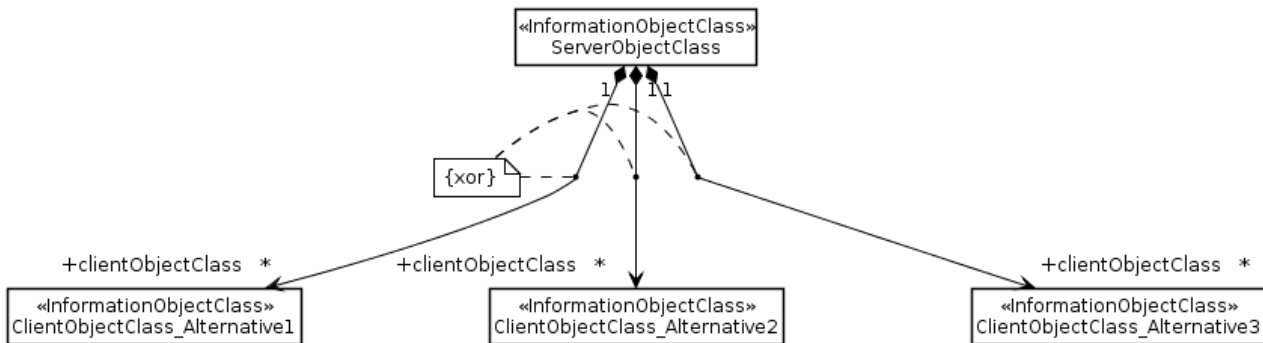 «InformationObjectClass»
ServerObjectClass
1 1 1
{xor}
+clientObjectClass *
+clientObjectClass *
+clientObjectClass *
«InformationObjectClass»
ClientObjectClass_Alternative1
«InformationObjectClass»
ClientObjectClass_Alternative2
«InformationObjectClass»
ClientObjectClass_Alternative3